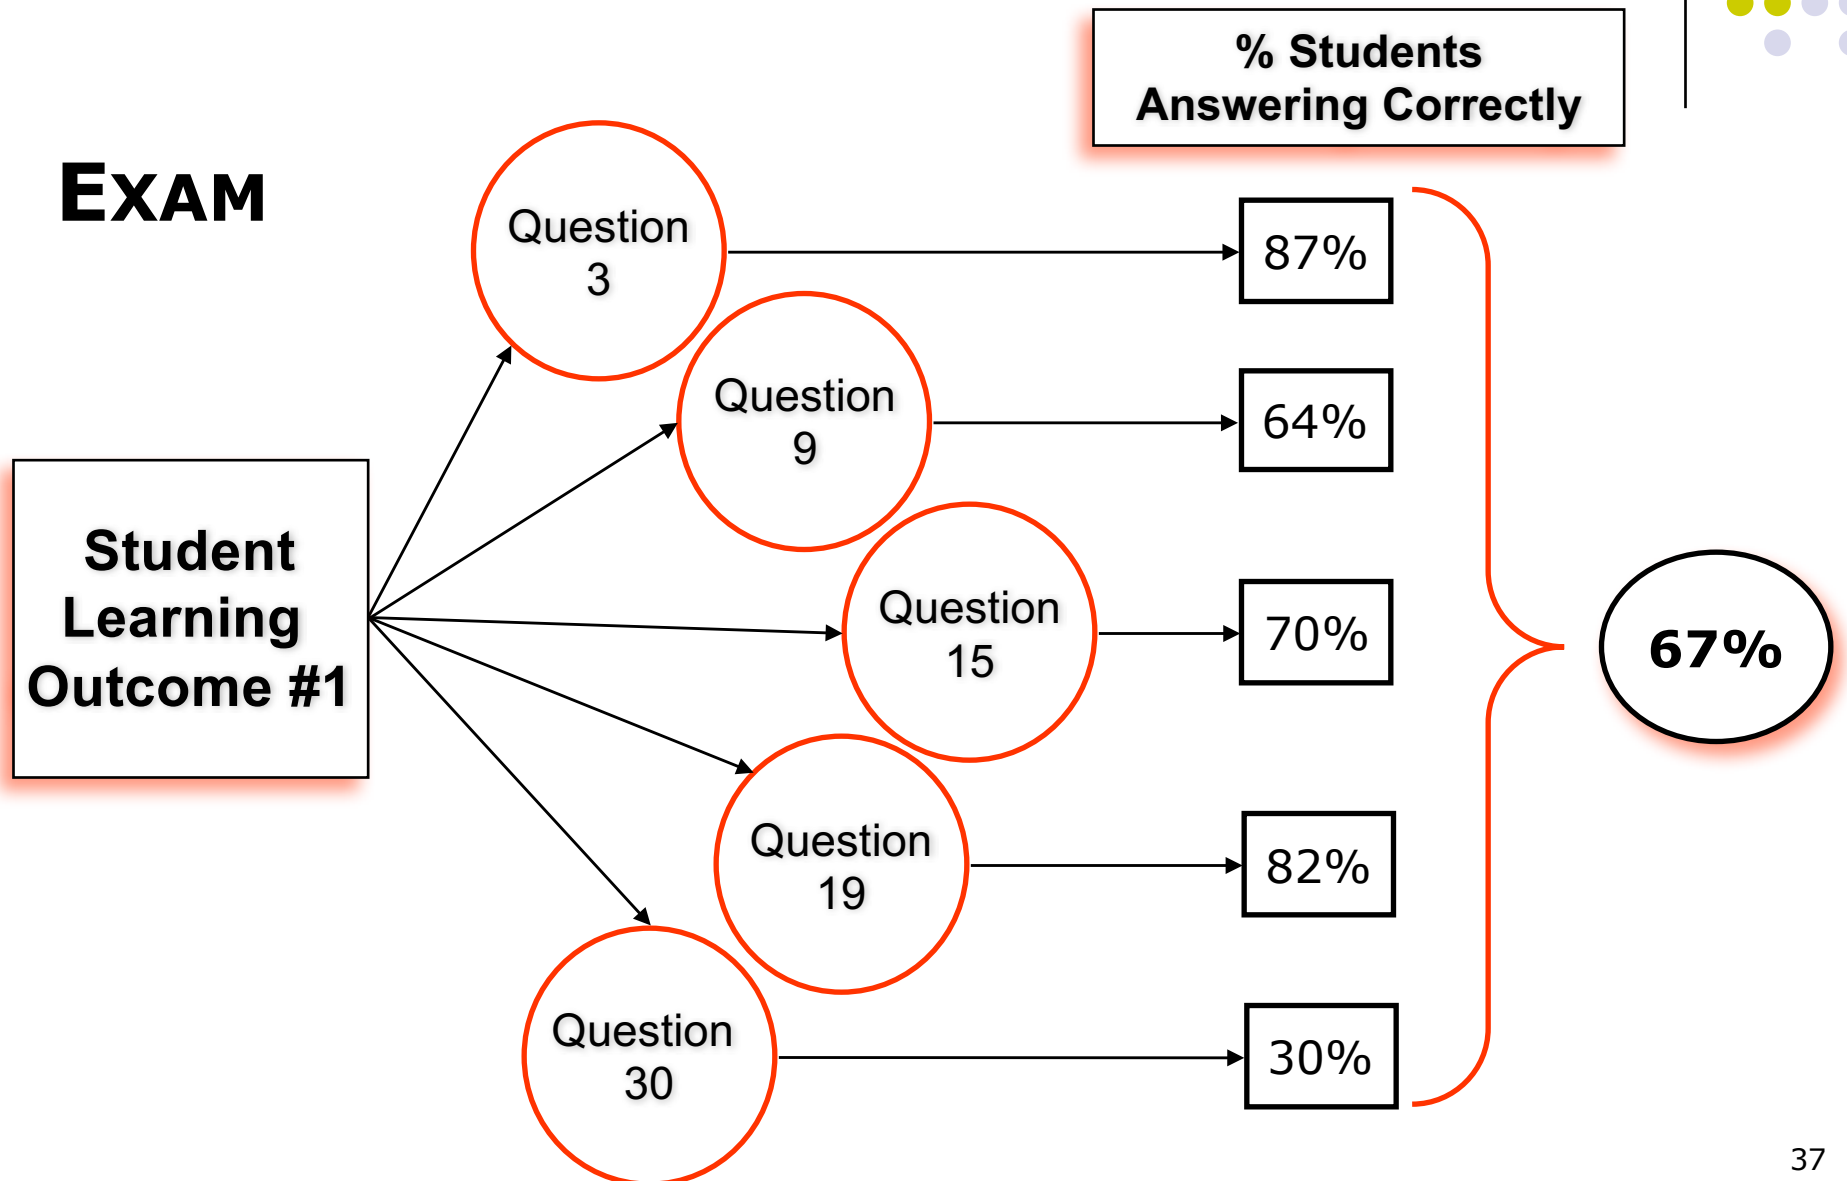 % Students
Answering Correctly
EXAM
Question
3
87%
Question
9
64%
Student
Learning
Outcome #1
Question
15
70%
67%
Question
19
82%
Question
30
30%
37